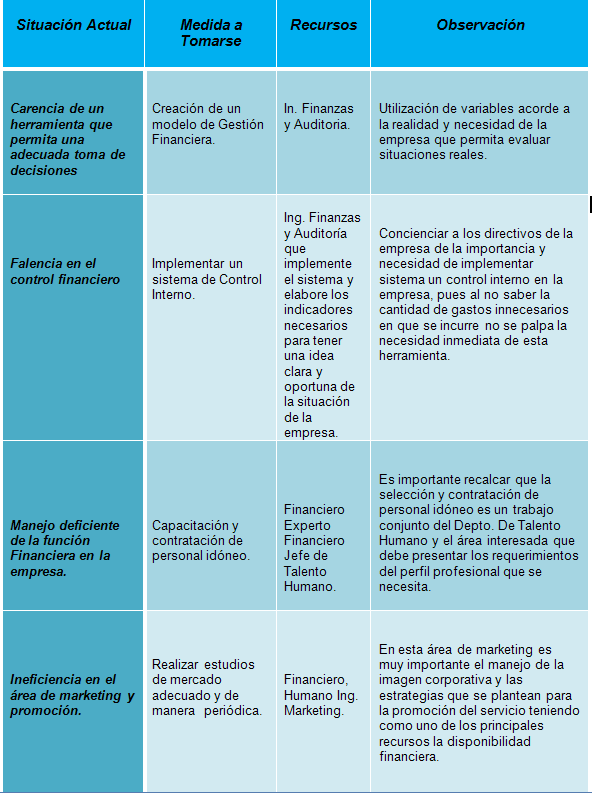 Situación Actual
Medida a
Tomarse
Recursos
Observación
Carencia de un
herramienta que
permita una
adecuada toma de
decisiones
Creación de un
modelo de Gestión
Financiera.
In. Finanzas
y Auditoria.
Utilización de variables acorde a
la realidad y necesidad de la
empresa que permita evaluar
situaciones reales.
Falencia en el
control financiero
Implementar un
sistema de Control
Interno.
Ing. Finanzas
y Auditoría
que
implemente
el sistema y
elabore los
indicadores
necesarios
para tener
una idea
clara y
oportuna de
la situación
de la
empresa.
Concienciar a los directivos de la
empresa de la importancia y
necesidad de implementar
sistema un control interno en la
empresa, pues al no saber la
cantidad de gastos innecesarios
en que se incurre no se palpa la
necesidad inmediata de esta
herramienta.
Manejo deficiente
de la función
Financiera en la
empresa.
Capacitación y
contratación de
personal idóneo.
Financiero
Experto
Financiero
Jefe de
Talento
Humano.
Es importante recalcar que la
selección y contratación de
personal idóneo es un trabajo
conjunto del Depto. De Talento
Humano y el área interesada que
debe presentar los requerimientos
del perfil profesional que se
necesita.
Ineficiencia en el
área de marketing y
promoción.
Realizar estudios
de mercado
adecuado y de
manera periódica.
Financiero,
Humano Ing.
Marketing.
En esta área de marketing es
muy importante el manejo de la
imagen corporativa y las
estrategias que se plantean para
la promoción del servicio teniendo
como uno de los principales
recursos la disponibilidad
financiera.